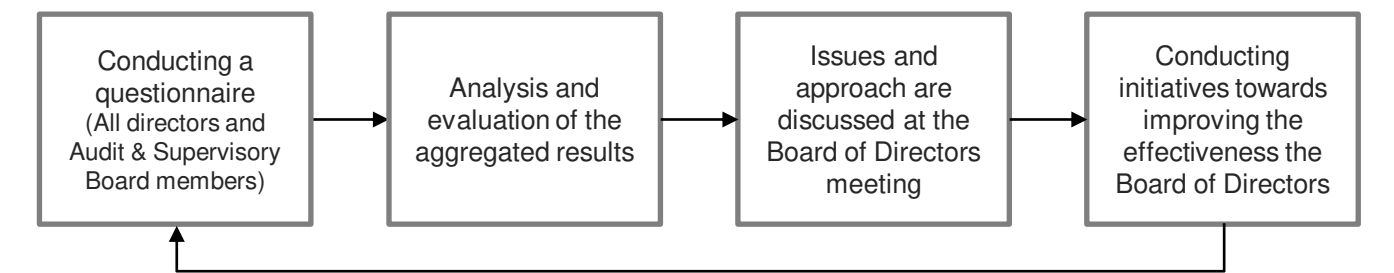 Conducting a
questionnaire
(All directors and
Audit & Supervisory
Board members)
Analysis and
evaluation of the
aggregated results
Issues and
approach are
discussed at the
Board of Directors
meeting
Conducting
initiatives towards
improving the
effectiveness the
Board of Directors